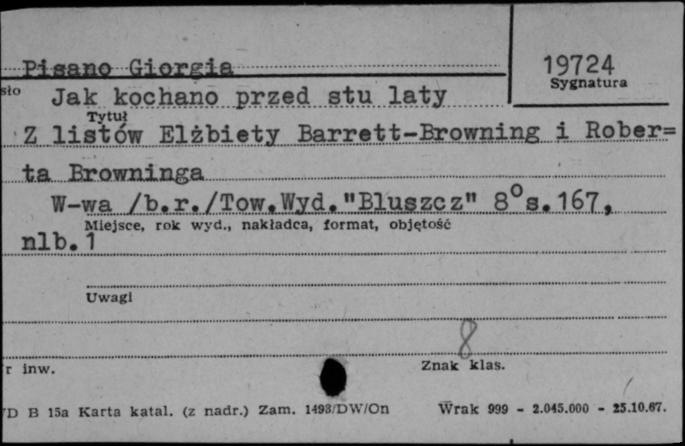 Pisano Giorgia
19724
Sygnatura
sło Jak kochano przed stu laty
Tytuł
Z listów Elżbiety Barrett-Browning i Rober=
ta Browninga
W-wa /b.r./Tow.Wyd."Bluszcz" 8° s.167,
Miejsce, rok wyd., nakładca, format, objętość
nlb.1
Uwagi
8
r inw.
Znak klas.
D B 15a Karta katal. (z nadr.) Zam. 1498/DW/On Wrak 999 - 2.045.000 - 25.10.67.